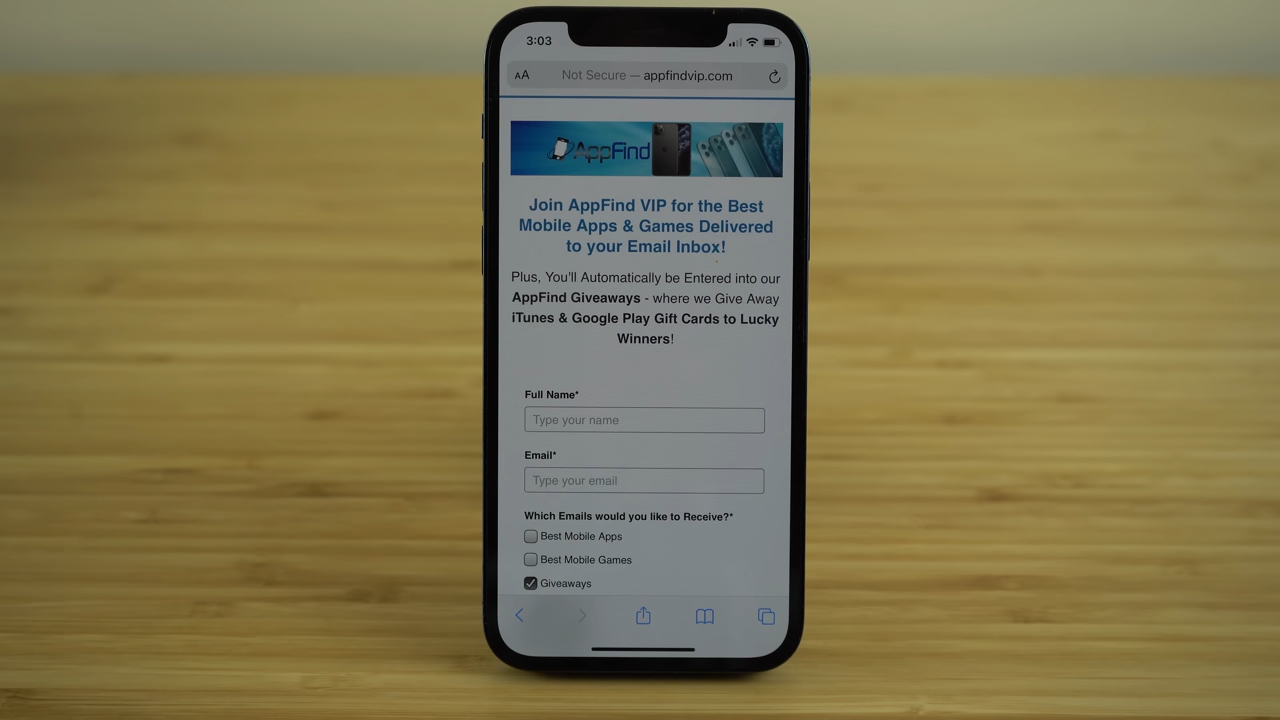 3:03
AA Not Secure — appfindvip.com
AppFind
Join AppFind VIP for the Best
Mobile Apps & Games Delivered
to your Email Inbox!
Plus, You'll Automatically be Entered into our
AppFind Giveaways - where we Give Away
iTunes & Google Play Gift Cards to Lucky
Winners!
Full Name*
Type your name
Email*
Type your email
Which Emails would you like to Receive?*
Best Mobile Apps
Best Mobile Games
Giveaways